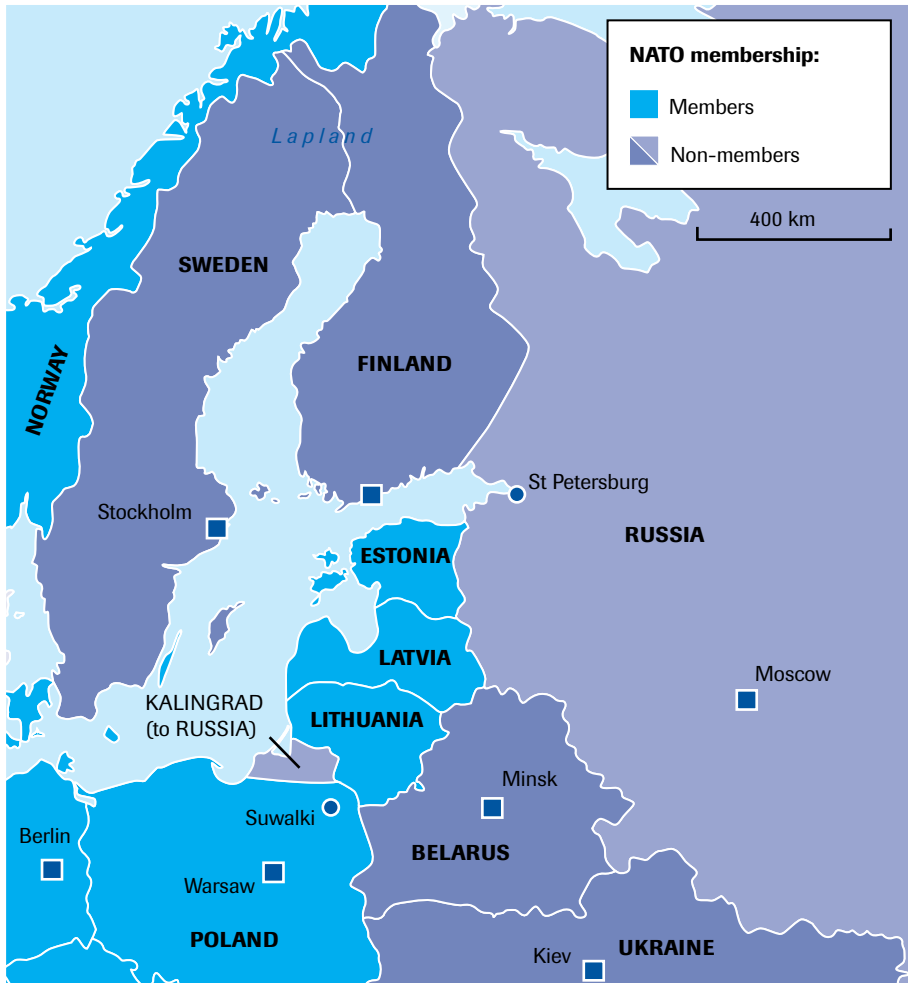 NATO membership:
Members
Non-members
400 km
Lapland
SWEDEN
FINLAND
NORWAY
Stockholm
St Petersburg
ESTONIA
RUSSIA
LATVIA
Moscow
KALINGRAD
(to RUSSIA)
LITHUANIA
Minsk
Suwalki
Berlin
BELARUS
Warsaw
POLAND
Kiev
UKRAINE